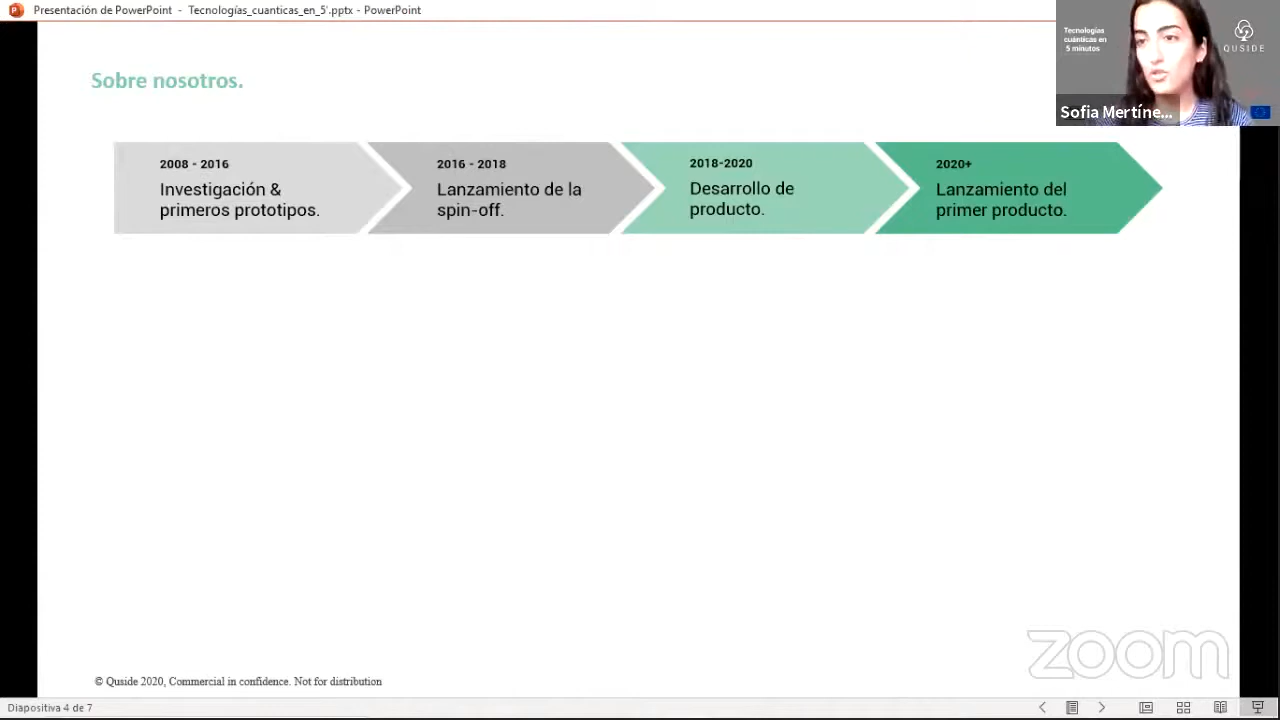 Presentación de PowerPoint - Tecnologías_cuanticas_en_5'.pptx - PowerPoint
Tecnologías
cuánticas en
5 minutos
QUSIDE
Sofia Mertíne...
Sobre nosotros.
2008 - 2016
Investigación &
primeros prototipos.
2016 - 2018
Lanzamiento de la
spin-off.
2018-2020
Desarrollo de
producto.
2020+
Lanzamiento del
primer producto.
zoom
© Quside 2020, Commercial in confidence. Not for distribution
Diapositiva 4 de 7